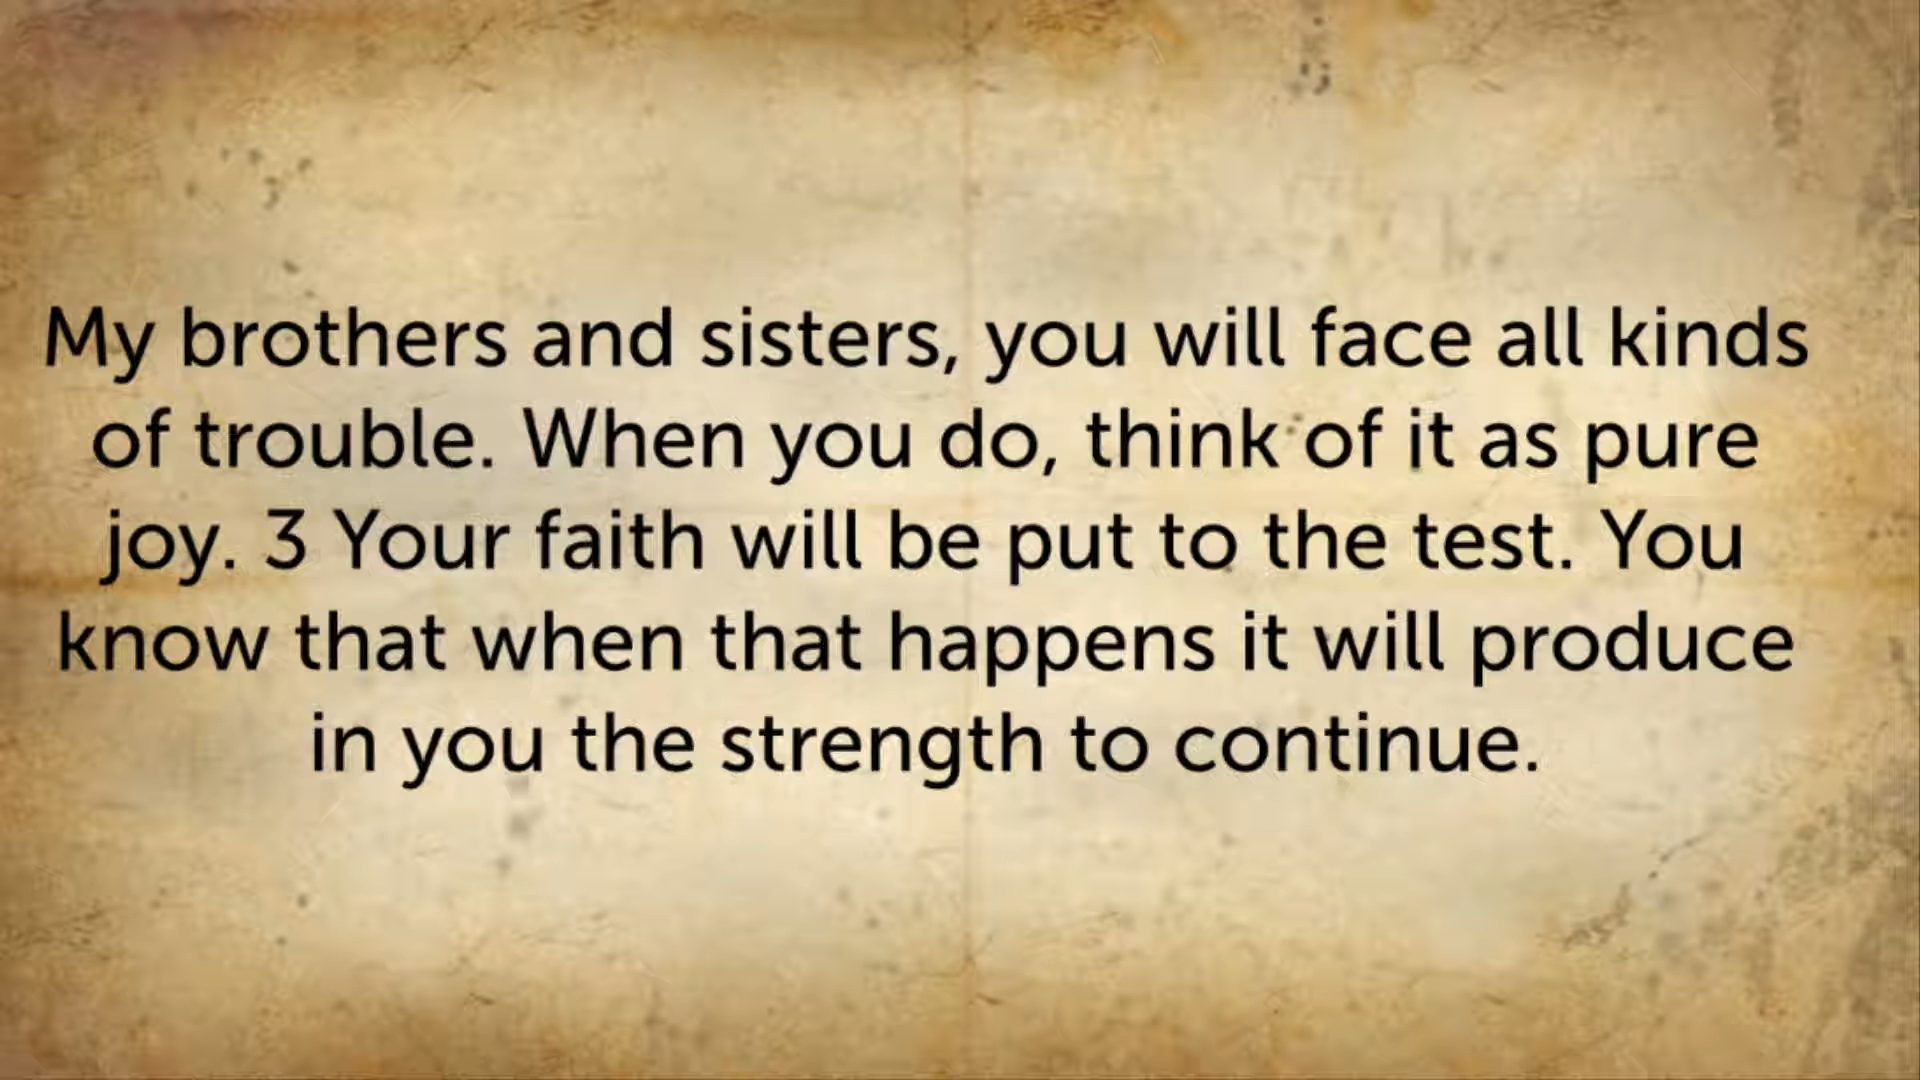 My brothers and sisters, you will face all kinds
of trouble. When you do, think of it as pure
joy. 3 Your faith will be put to the test. You
know that when that happens it will produce
in you the strength to continue.